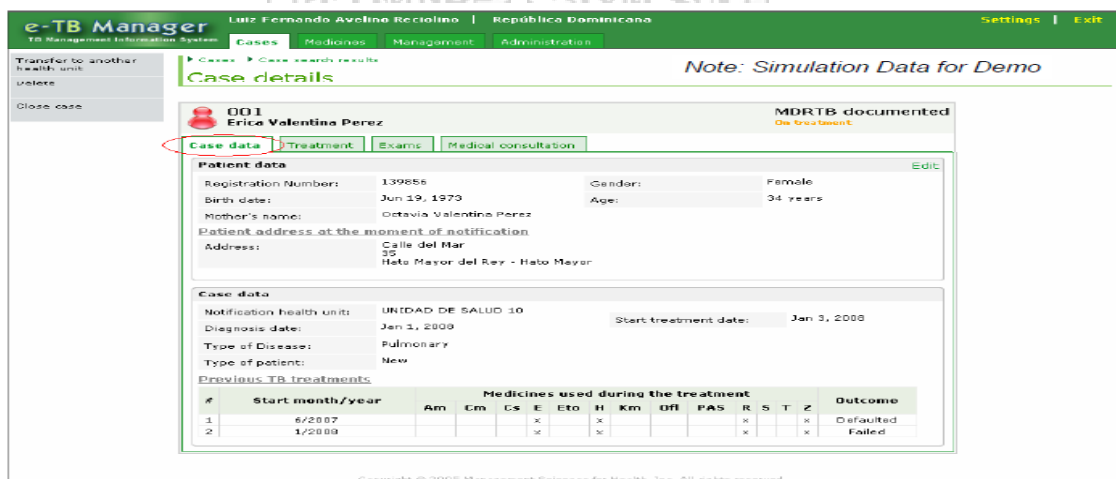 e-TB Manager
TB Management Information System
Luiz Fernando Avelino Recciolino | República Dominicana
Settings | Exit
Cases Medicines Management Administration
Transfer to another
health unit
Delete
Close case
Cases Case search results
Case details
Note: Simulation Data for Demo
001
Erica Valentina Perez
MDRTB documented
On treatment
Case data Treatment Exams Medical consultation
Patient data Edit
Registration Number: 139856 Gender: Female
Birth date: Jun 19, 1973 Age: 34 years
Mother's name: Octavia Valentina Perez
Patient address at the moment of notification
Address: Calle del Mar
35
Hato Mayor del Rey - Hato Mayor
Case data
Notification health unit: UNIDAD DE SALUD 10 Start treatment date: Jan 3, 2008
Diagnosis date: Jan 1, 2008
Type of Disease: Pulmonary
Type of patient: New
Previous TB treatments
# Start month/year Medicines used during the treatment Outcome
Am Cm Cs E Eto H Km Ofl PAS R S T Z
1 6/2007 x x x x Defaulted
2 1/2008 x x x x Failed